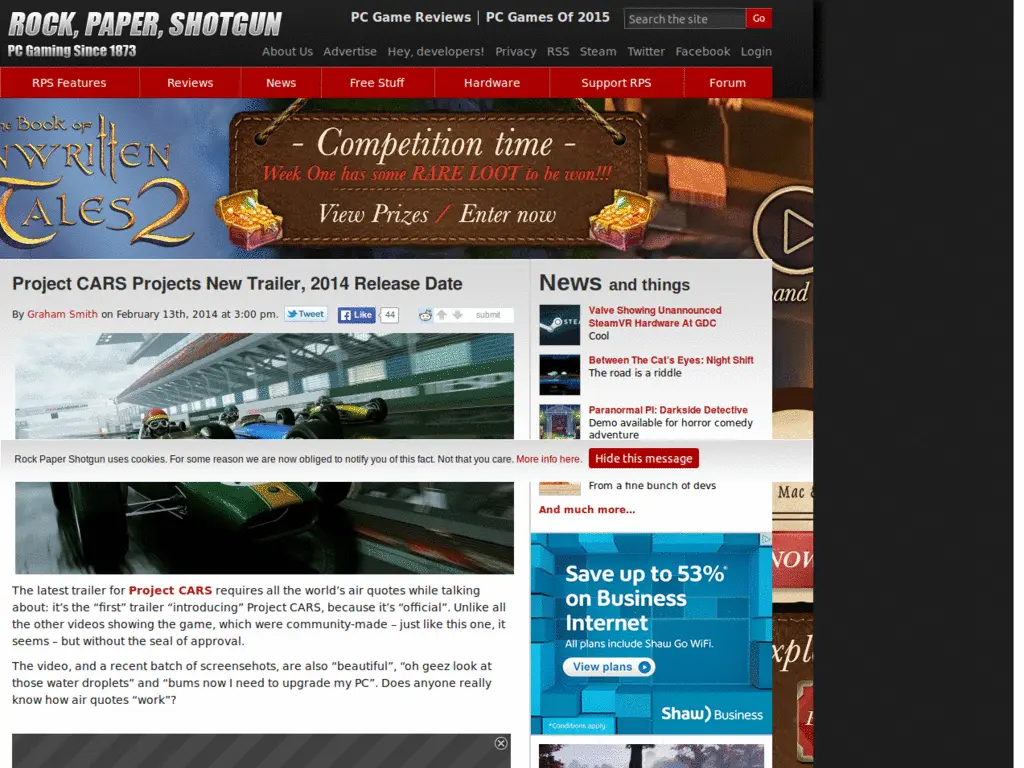 ROCK, PAPER, SHOTGUN
PC Gaming Since 1873
PC Game Reviews | PC Games Of 2015
Search the site
Go
About Us Advertise Hey, developers! Privacy RSS Steam Twitter Facebook Login
RPS Features Reviews News Free Stuff Hardware Support RPS Forum
Book of
Tales 2
- Competition time -
Week One has some RARE LOOT to be won!!!
View Prizes / Enter now
Project CARS Projects New Trailer, 2014 Release Date
By Graham Smith on February 13th, 2014 at 3:00 pm.
Tweet
Like
44
submit
News and things
Valve Showing Unannounced
SteamVR Hardware At GDC
Cool
Between The Cat's Eyes: Night Shift
The road is a riddle
Paranormal PI: Darkside Detective
Demo available for horror comedy
adventure
Rock Paper Shotgun uses cookies. For some reason we are now obliged to notify you of this fact. Not that you care. More info here.
Hide this message
From a fine bunch of devs
And much more...
Mac &
The latest trailer for Project CARS requires all the world’s air quotes while talking
about: it’s the “first” trailer “introducing” Project CARS, because it’s “official”. Unlike all
the other videos showing the game, which were community-made – just like this one, it
seems – but without the seal of approval.
The video, and a recent batch of screensehots, are also “beautiful”, “oh geez look at
those water droplets” and “bums now I need to upgrade my PC”. Does anyone really
know how air quotes “work”?
Save up to 53%*
on Business
Internet
All plans include Shaw Go WiFi.
View plans
Shaw) Business
*Conditions apply.